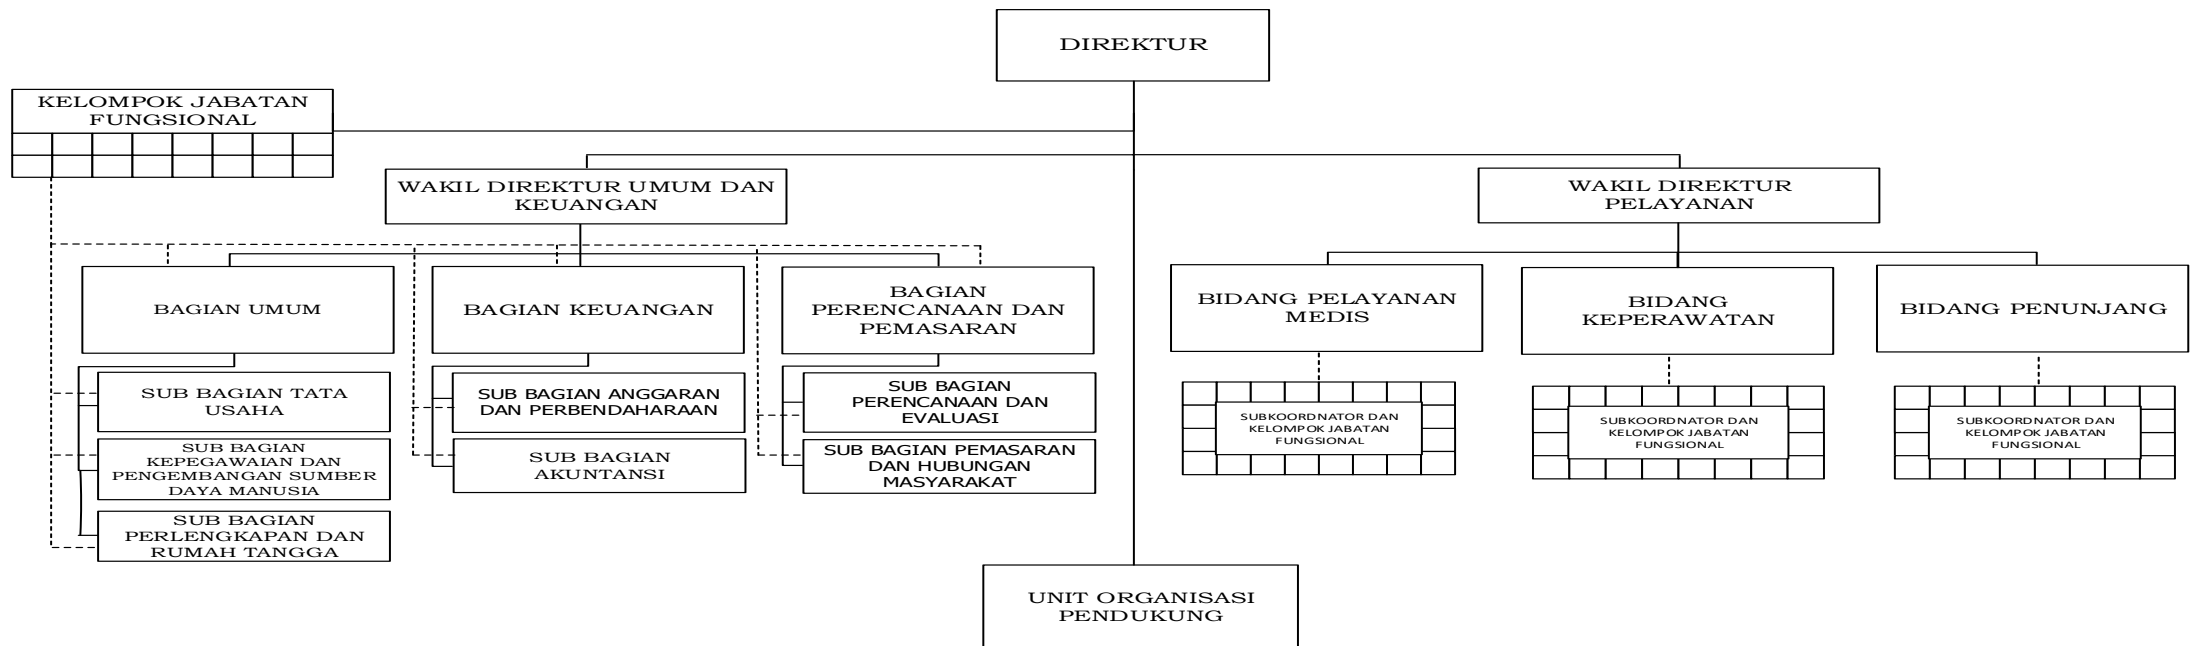 DIREKTUR
KELOMPOK JABATAN
FUNGSIONAL
WAKIL DIREKTUR UMUM DAN
KEUANGAN
WAKIL DIREKTUR
PELAYANAN
BAGIAN UMUM
BAGIAN KEUANGAN
BAGIAN
PERENCANAAN DAN
PEMASARAN
BIDANG PELAYANAN
MEDIS
BIDANG
KEPERAWATAN
BIDANG PENUNJANG
SUB BAGIAN TATA
USAHA
SUB BAGIAN
KEPEGAWAIAN DAN
PENGEMBANGAN SUMBER
DAYA MANUSIA
SUB BAGIAN
PERLENGKAPAN DAN
RUMAH TANGGA
SUB BAGIAN ANGGARAN
DAN PERBENDAHARAAN
SUB BAGIAN
AKUNTANSI
SUB BAGIAN
PERENCANAAN DAN
EVALUASI
SUB BAGIAN PEMASARAN
DAN HUBUNGAN
MASYARAKAT
SUBKOORDNATOR DAN
KELOMPOK JABATAN
FUNGSIONAL
SUBKOORDNATOR DAN
KELOMPOK JABATAN
FUNGSIONAL
SUBKOORDNATOR DAN
KELOMPOK JABATAN
FUNGSIONAL
UNIT ORGANISASI
PENDUKUNG